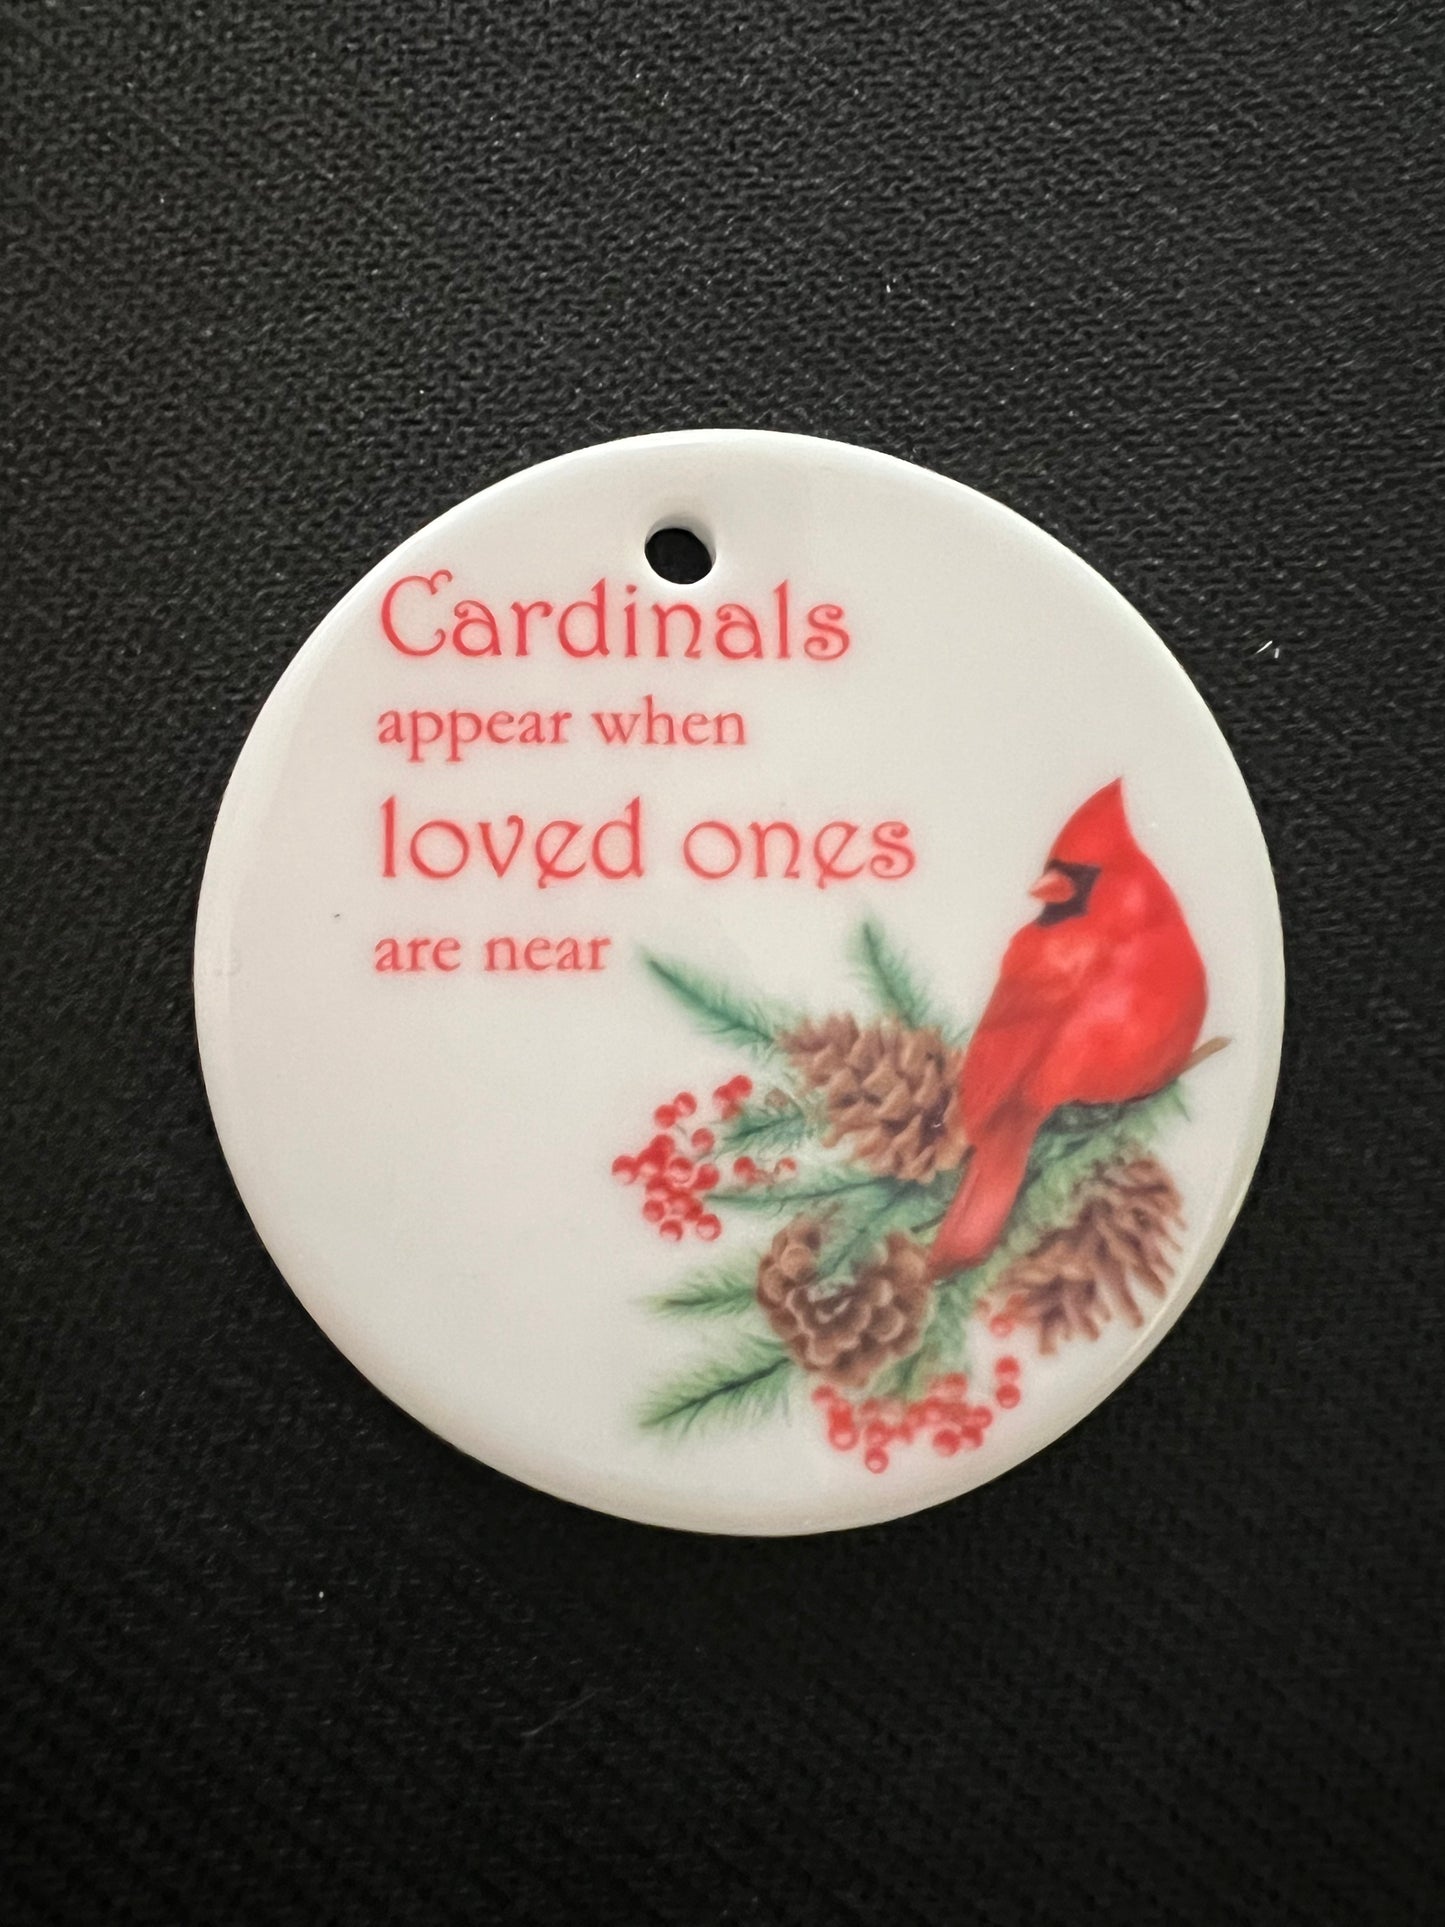 Cardinals
appear when
loved ones
are near